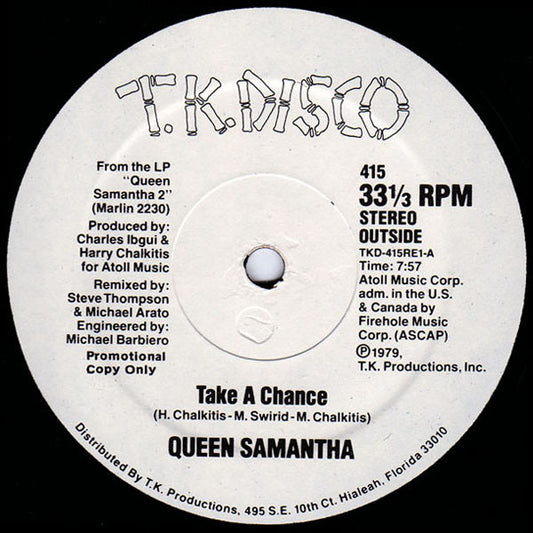 T.K. DISCO
From the LP
"Queen
Samantha 2"
(Marlin 2230)
Produced by:
Charles Ibgui &
Harry Chalkitis
for Atoll Music
Remixed by:
Steve Thompson
& Michael Arato
Engineered by:
Michael Barbiero
Promotional
Copy Only
415
33⅓ RPM
STEREO
OUTSIDE
TKD-415RE1-A
Time: 7:57
Atoll Music Corp.
adm. in the U.S.
& Canada by
Firehole Music
Corp. (ASCAP)
℗1979,
T.K. Productions, Inc.
Take A Chance
(H. Chalkitis-M. Swirid-M. Chalkitis)
QUEEN SAMANTHA
Distributed By T.K. Productions, 495 S.E. 10th Ct. Hialeah, Florida 33010